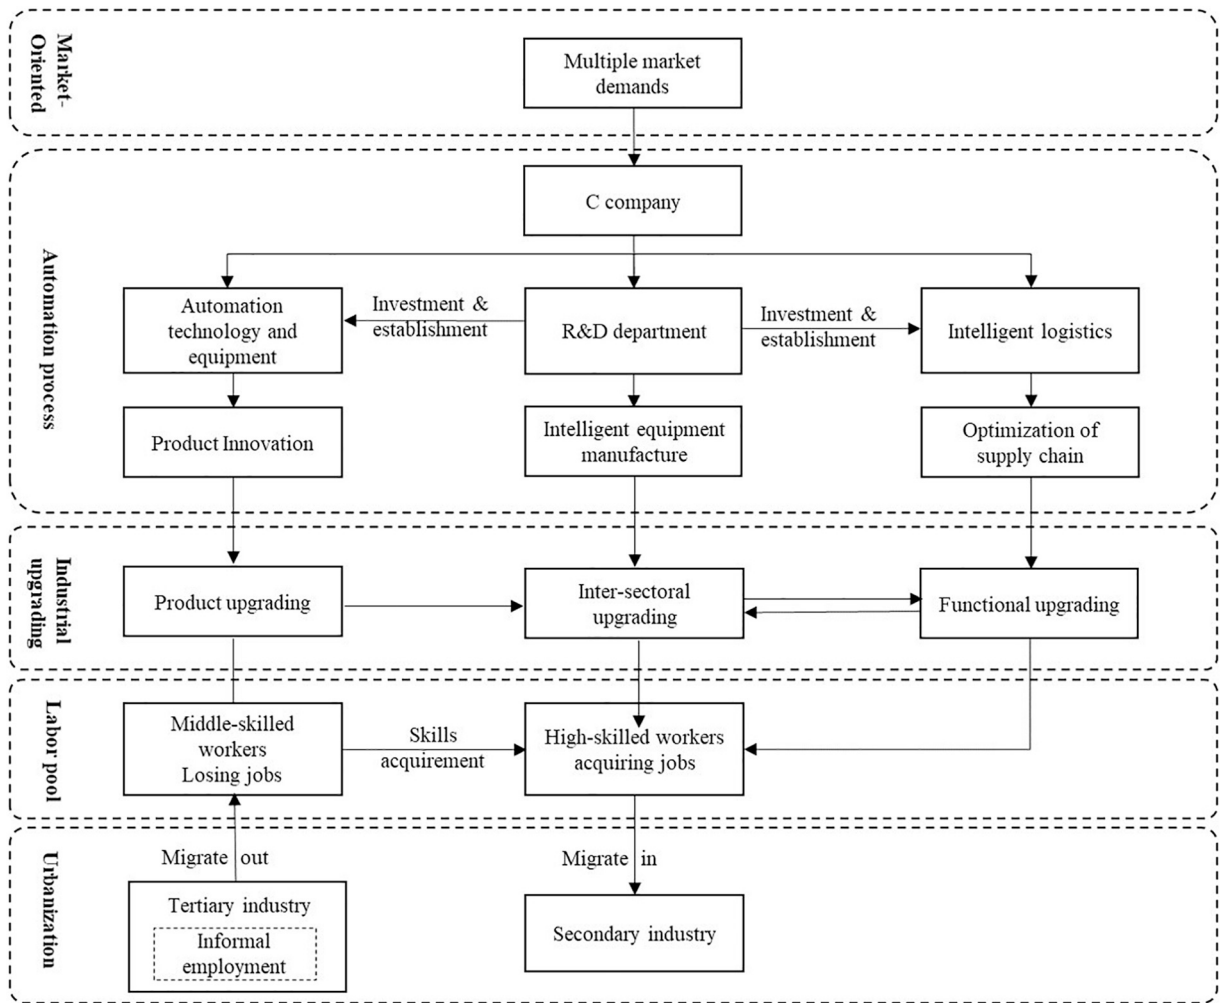 Market-
Oriented
Multiple market
demands
Automation process
C company
Automation
technology and
equipment
Investment &
establishment
R&D department
Investment &
establishment
Intelligent logistics
Product Innovation
Intelligent equipment
manufacture
Optimization of
supply chain
Industrial
upgrading
Product upgrading
Inter-sectoral
upgrading
Functional upgrading
Labor pool
Middle-skilled
workers
Losing jobs
Skills
acquirement
High-skilled workers
acquiring jobs
Urbanization
Migrate out
Migrate in
Tertiary industry
Informal
employment
Secondary industry